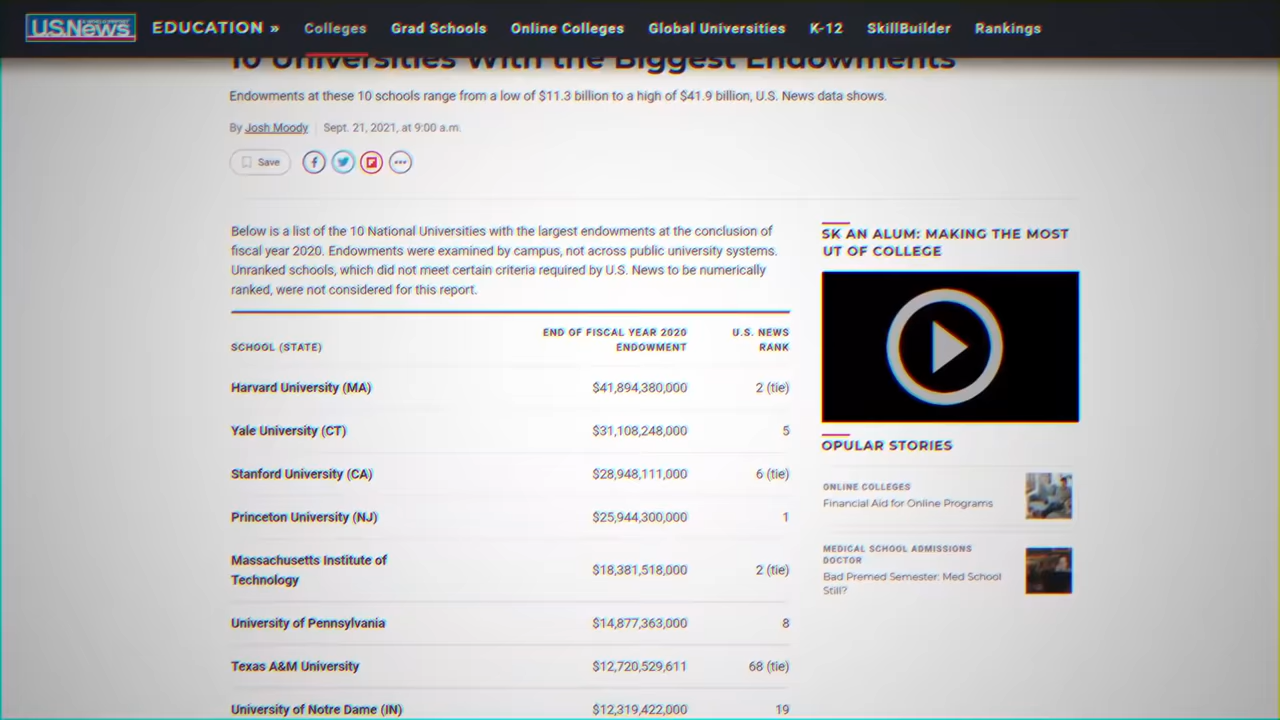 U.S.News
EDUCATION » Colleges Grad Schools Online Colleges Global Universities K-12 SkillBuilder Rankings
10 Universities With the Biggest Endowments
Endowments at these 10 schools range from a low of $11.3 billion to a high of $41.9 billion, U.S. News data shows.
By Josh Moody Sept. 21, 2021, at 9:00 a.m.
Save
Below is a list of the 10 National Universities with the largest endowments at the conclusion of
fiscal year 2020. Endowments were examined by campus, not across public university systems.
Unranked schools, which did not meet certain criteria required by U.S. News to be numerically
ranked, were not considered for this report.
SCHOOL (STATE) END OF FISCAL YEAR 2020 ENDOWMENT U.S. NEWS RANK
Harvard University (MA) $41,894,380,000 2 (tie)
Yale University (CT) $31,108,248,000 5
Stanford University (CA) $28,948,111,000 6 (tie)
Princeton University (NJ) $25,944,300,000 1
Massachusetts Institute of
Technology $18,381,518,000 2 (tie)
University of Pennsylvania $14,877,363,000 8
Texas A&M University $12,720,529,611 68 (tie)
University of Notre Dame (IN) $12,319,422,000 19
SK AN ALUM: MAKING THE MOST
UT OF COLLEGE
OPULAR STORIES
ONLINE COLLEGES
Financial Aid for Online Programs
MEDICAL SCHOOL ADMISSIONS
DOCTOR
Bad Premed Semester: Med School
Still?